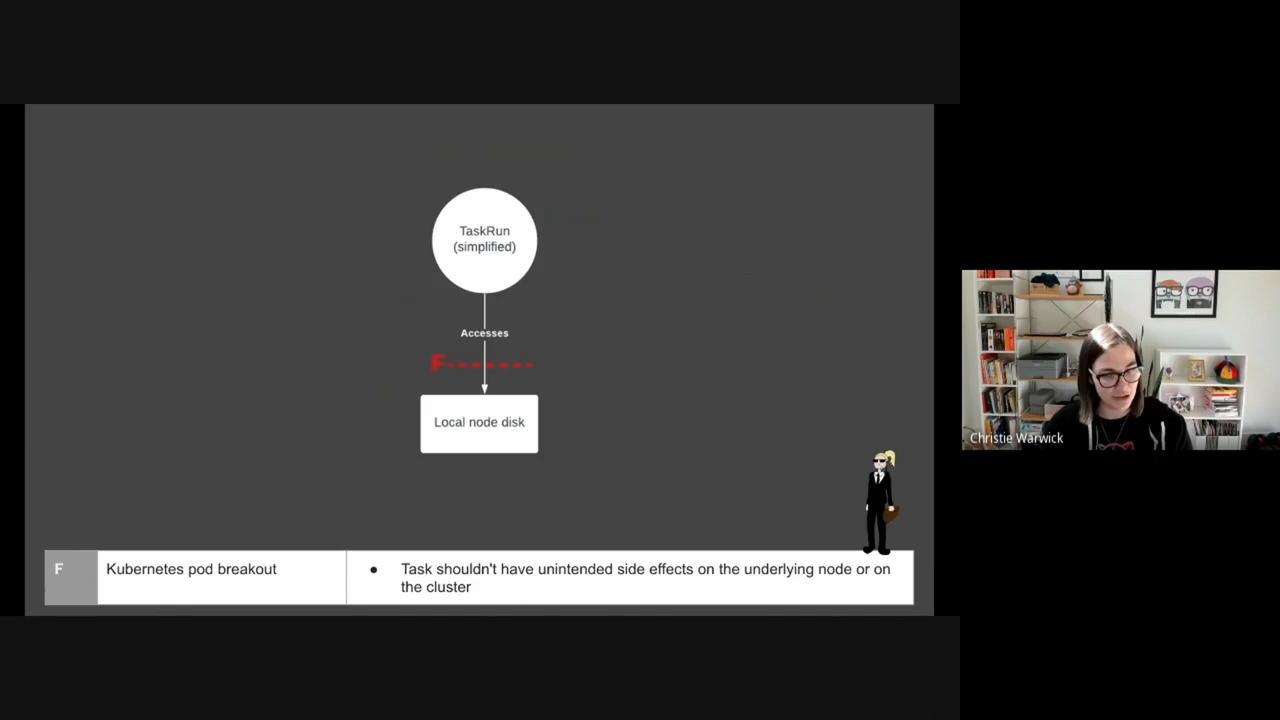 TaskRun
(simplified)
Accesses
F
Local node disk
F
Kubernetes pod breakout
● Task shouldn't have unintended side effects on the underlying node or on
the cluster
Christie Warwick